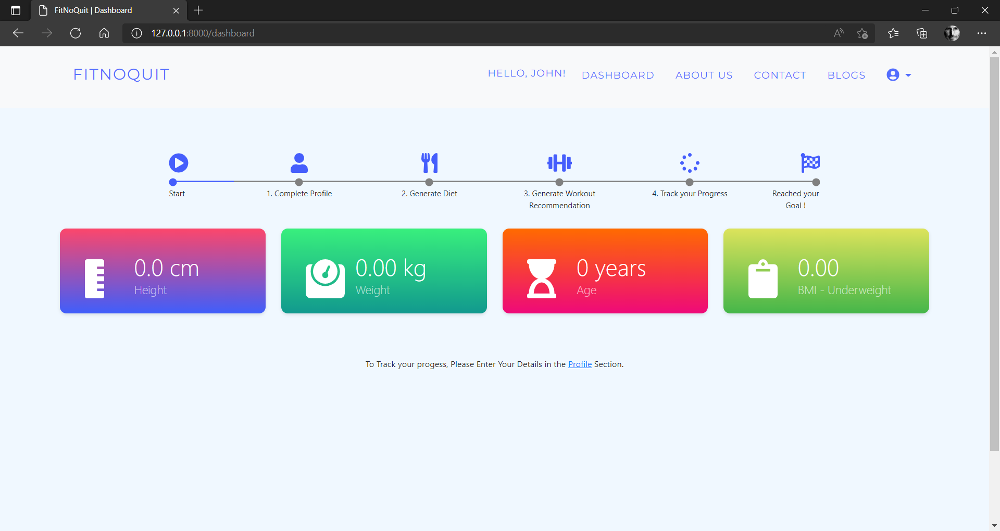 FitNoQuit | Dashboard
127.0.0.1:8000/dashboard
FITNOQUIT
HELLO, JOHN!
DASHBOARD
ABOUT US
CONTACT
BLOGS
Start
1. Complete Profile
2. Generate Diet
3. Generate Workout
Recommendation
4. Track your Progress
Reached your
Goal !
0.0 cm
Height
0.00 kg
Weight
0 years
Age
0.00
BMI - Underweight
To Track your progess, Please Enter Your Details in the Profile Section.